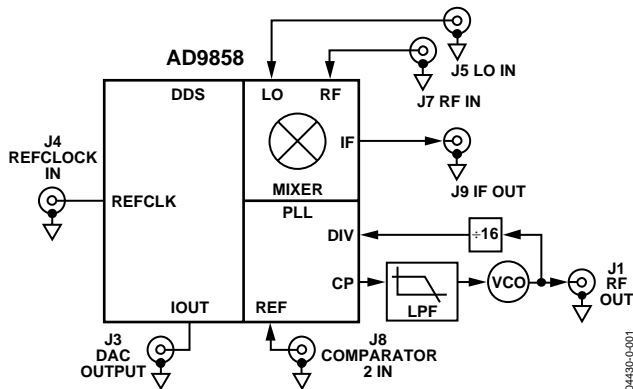 AD9858
J5 LO IN
J7 RF IN
DDS
LO
RF
J4
REFCLOCK
IN
IF
J9 IF OUT
REFCLK
MIXER
PLL
DIV
÷16
J1
RF
OUT
CP
VCO
LPF
IOUT
REF
J3
DAC
OUTPUT
J8
COMPARATOR
2 IN
04430-0-001